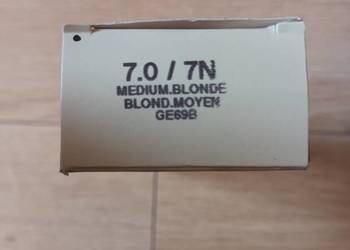 7.0 / 7N
MEDIUM.BLONDE
BLOND.MOYEN
GE69B